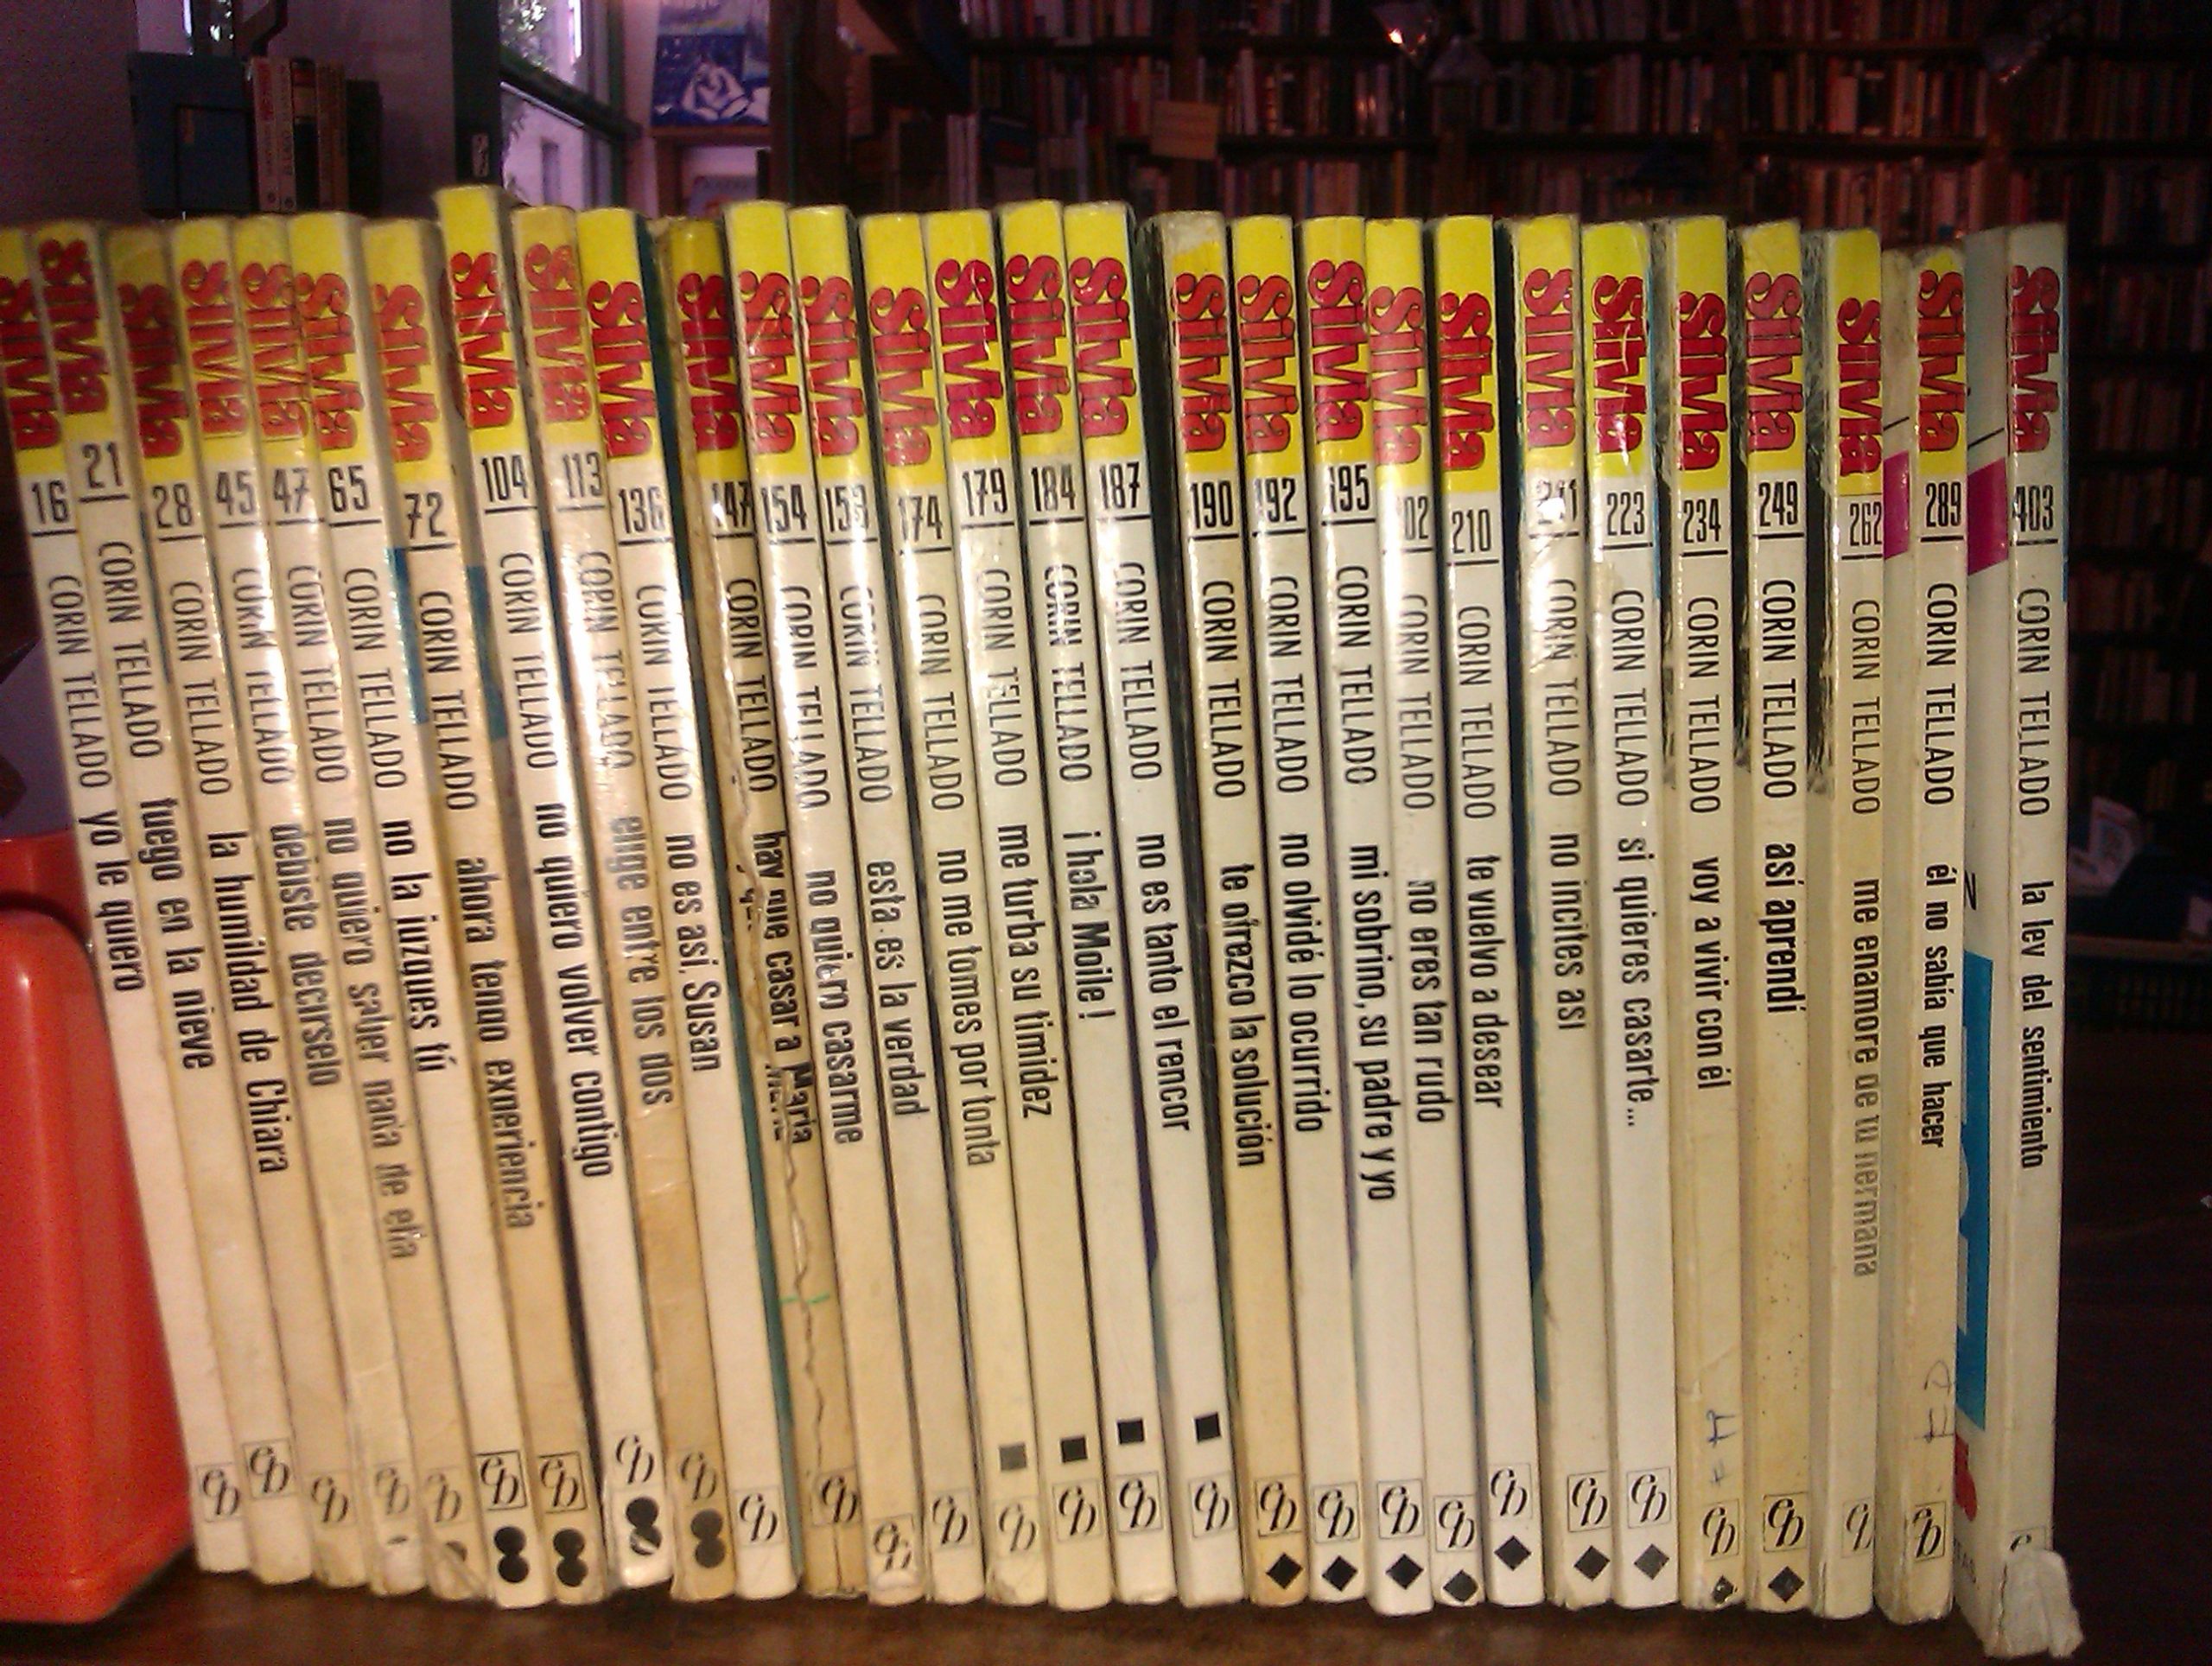 Silvia 16 CORIN TELLADO yo le quiero
Silvia 21 CORIN TELLADO fuego en la nieve
Silvia 28 CORIN TELLADO la humildad de Chiara
Silvia 45 CORIN TELLADO debiste decirselo
Silvia 47 CORIN TELLADO no quiero saber nada de ella
Silvia 65 CORIN TELLADO no la juzgues tú
Silvia 72 CORIN TELLADO ahora tengo experiencia
Silvia 104 CORIN TELLADO no quiero volver contigo
Silvia 113 CORIN TELLADO elige entre los dos
Silvia 136 CORIN TELLADO no es así, Susan
Silvia 147 CORIN TELLADO hay que casar a María
Silvia 154 CORIN TELLADO no quiero casarme
Silvia CORIN TELLADO esta es la verdad
Silvia 174 CORIN TELLADO no me tomes por tonta
Silvia 179 CORIN TELLADO me turba su timidez
Silvia 184 CORIN TELLADO ¡ hola Moile !
Silvia 187 CORIN TELLADO no es tanto el rencor
Silvia 190 CORIN TELLADO te ofrezco la solución
Silvia 192 CORIN TELLADO no olvidé lo ocurrido
Silvia 195 CORIN TELLADO mi sobrino, su padre y yo
Silvia 02 CORIN TELLADO no eres tan rudo
Silvia 210 CORIN TELLADO te vuelvo a desear
Silvia CORIN TELLADO no incites así
Silvia 223 CORIN TELLADO si quieres casarte...
Silvia 234 CORIN TELLADO voy a vivir con él
Silvia 249 CORIN TELLADO así aprendí
Silvia 262 CORIN TELLADO me enamore de tu hermana
Silvia 289 CORIN TELLADO él no sabía que hacer
Silvia 403 CORIN TELLADO la ley del sentimiento